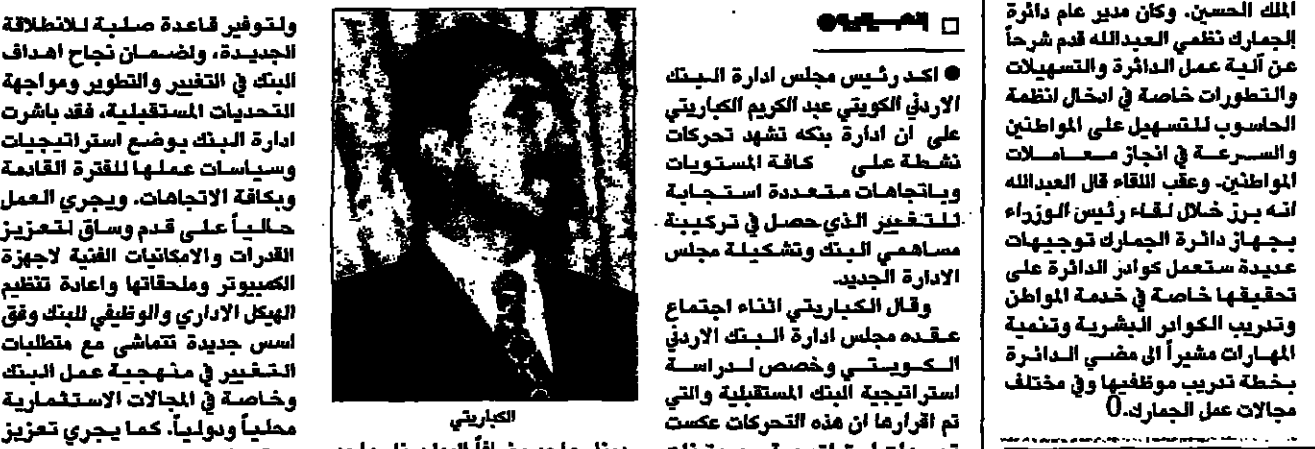 الملك الحسين. وكان مدير عام دائرة
الجمارك نظمي العبدالله قدم شرحاً
عن آلية عمل الدائرة والتسهيلات
والتطورات خاصة في ادخال انظمة
الحاسوب للتسهيل على المواطنين
والسرعة في انجاز معاملات
المواطنين. وعقب اللقاء قال العبدالله
انه برز خلال لقاء رئيس الوزراء
بجهاز دائرة الجمارك توجيهات
عديدة ستعمل كوادر الدائرة على
تحقيقها خاصة في خدمة المواطن
وتدريب الكوادر البشرية وتنمية
المهارات مشيراً الى مضي الدائرة
بخطة تدريب موظفيها وفي مختلف
مجالات عمل الجمارك.
● اكد رئيس مجلس ادارة البنك
الاردني الكويتي عبد الكريم الكباريتي
على ان ادارة بنكه تشهد تحركات
نشطة على كافة المستويات
وباتجاهات متعددة استجابة
للتغيير الذي حصل في تركيبة
مساهمي البنك وتشكيلة مجلس
الادارة الجديد.
وقال الكباريتي اثناء اجتماع
عقده مجلس ادارة البنك الاردني
الكويتي وخصص لدراسة
استراتيجية البنك المستقبلية والتي
تم اقرارها ان هذه التحركات عكست
الكباريتي
ولتوفير قاعدة صلبة للانطلاقة
الجديدة، ولضمان نجاح اهداف
البنك في التغيير والتطوير ومواجهة
التحديات المستقبلية، فقد باشرت
ادارة البنك بوضع استراتيجيات
وسياسات عملها للفترة القادمة
وبكافة الاتجاهات. ويجري العمل
حالياً على قدم وساق لتعزيز
القدرات والامكانيات الفنية لاجهزة
الكمبيوتر وملحقاتها واعادة تنظيم
الهيكل الاداري والوظيفي للبنك وفق
اسس جديدة تتماشى مع متطلبات
التغيير في منهجية عمل البنك
وخاصة في المجالات الاستثمارية
محلياً ودولياً. كما يجري تعزيز